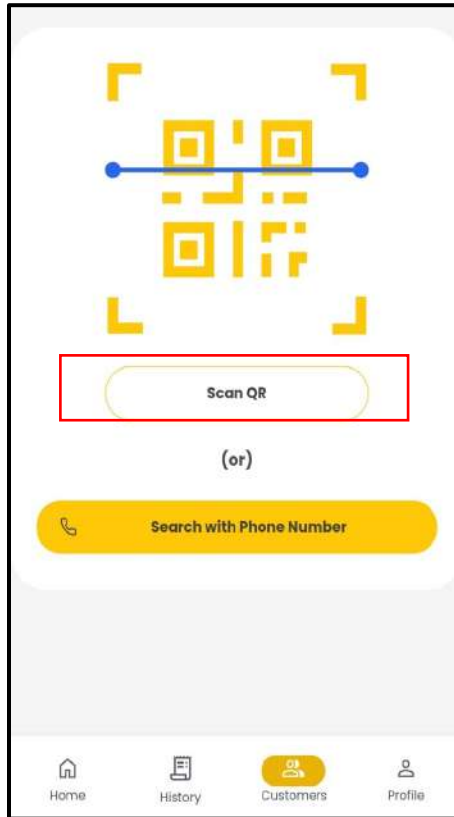 Scan QR
(or)
Search with Phone Number
Home History Customers Profile